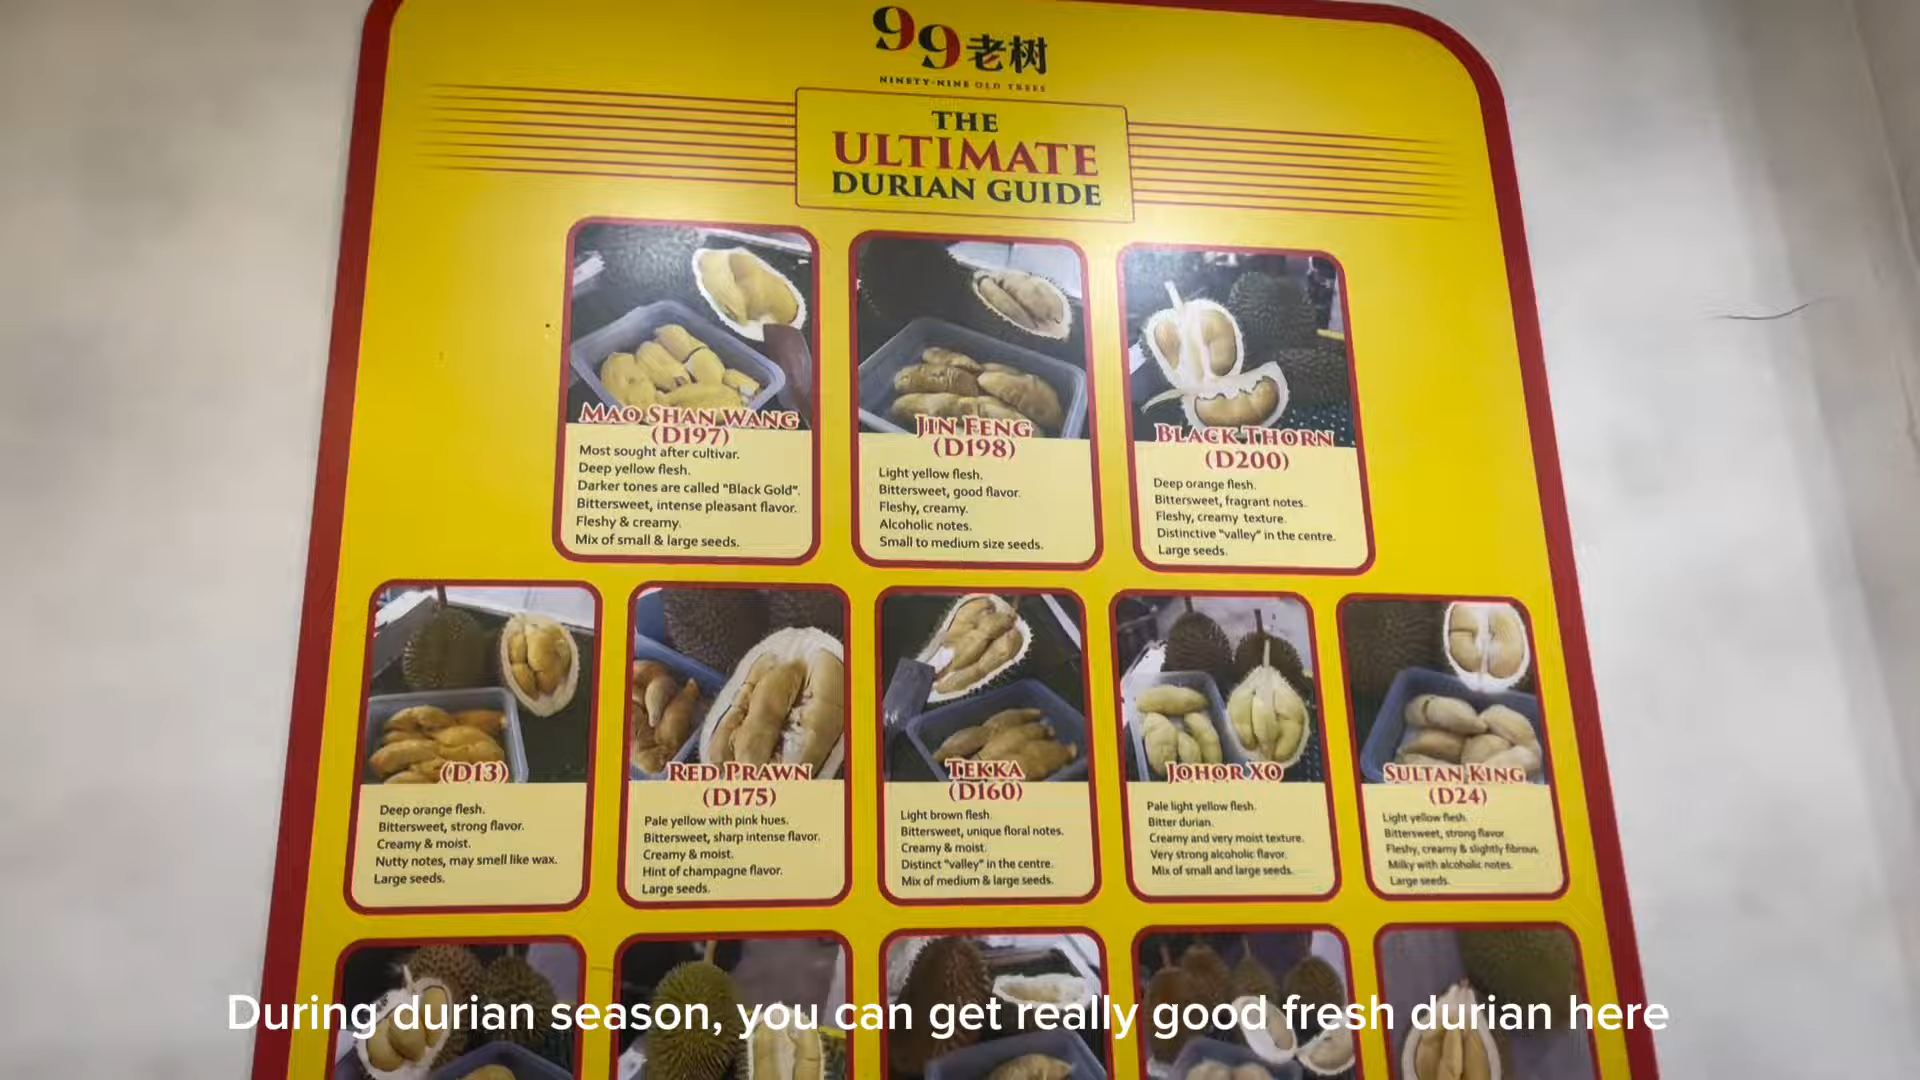 99老树
NINETY-NINE OLD TREES
THE
ULTIMATE
DURIAN GUIDE
MAO SHAN WANG
(D197)
Most sought after cultivar.
Deep yellow flesh.
Darker tones are called "Black Gold".
Bittersweet, intense pleasant flavor.
Fleshy & creamy.
Mix of small & large seeds.
JIN FENG
(D198)
Light yellow flesh.
Bittersweet, good flavor.
Fleshy, creamy.
Alcoholic notes.
Small to medium size seeds.
BLACK THORN
(D200)
Deep orange flesh.
Bittersweet, fragrant notes.
Fleshy, creamy texture.
Distinctive "valley" in the centre.
Large seeds.
(D13)
Deep orange flesh.
Bittersweet, strong flavor.
Creamy & moist.
Nutty notes, may smell like wax.
Large seeds.
RED PRAWN
(D175)
Pale yellow with pink hues.
Bittersweet, sharp intense flavor.
Creamy & moist.
Hint of champagne flavor.
Large seeds.
TEKKA
(D160)
Light brown flesh.
Bittersweet, unique floral notes.
Creamy & moist.
Distinct "valley" in the centre.
Mix of medium & large seeds.
JOHOR XO
Pale light yellow flesh.
Bitter durian.
Creamy and very moist texture.
Very strong alcoholic flavor.
Mix of small and large seeds.
SULTAN KING
(D24)
Light yellow flesh.
Bittersweet, strong flavor.
Fleshy, creamy & slightly fibrous.
Milky with alcoholic notes.
Large seeds.
During durian season, you can get really good fresh durian here